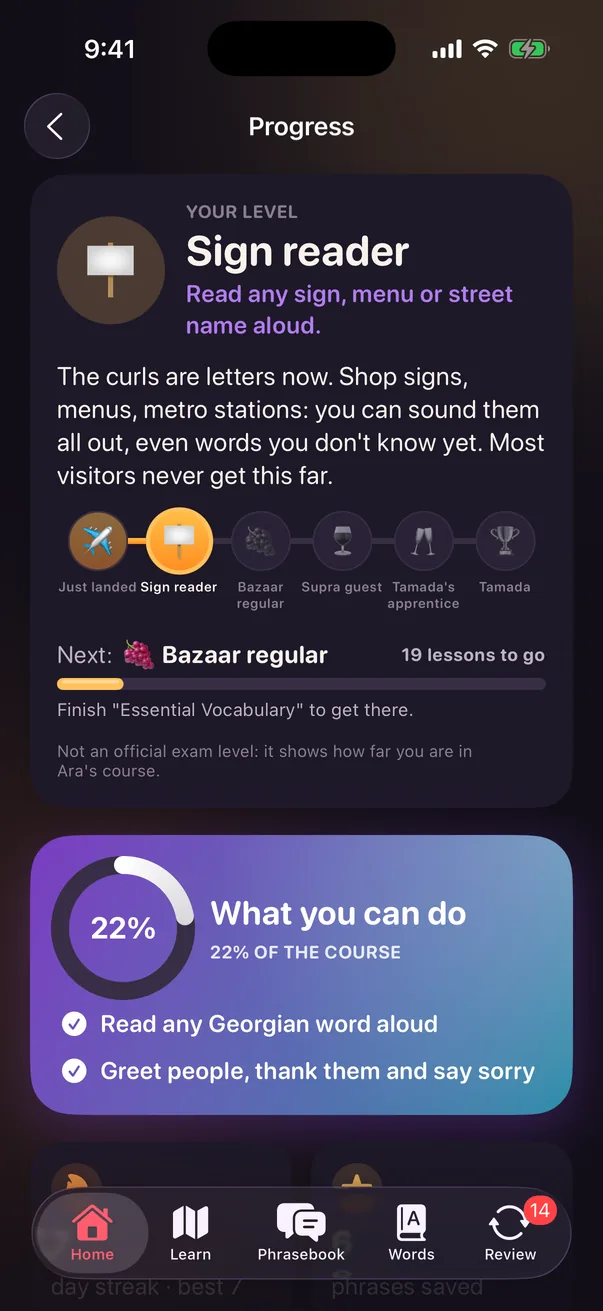 9:41
Progress
YOUR LEVEL
Sign reader
Read any sign, menu or street
name aloud.
The curls are letters now. Shop signs,
menus, metro stations: you can sound them
all out, even words you don't know yet. Most
visitors never get this far.
Just landed
Sign reader
Bazaar
regular
Supra guest
Tamada's
apprentice
Tamada
Next: Bazaar regular
19 lessons to go
Finish "Essential Vocabulary" to get there.
Not an official exam level: it shows how far you are in
Ara's course.
22%
What you can do
22% OF THE COURSE
Read any Georgian word aloud
Greet people, thank them and say sorry
14
Home
Learn
Phrasebook
A
Words
Review
day streak · best 7
phrases saved